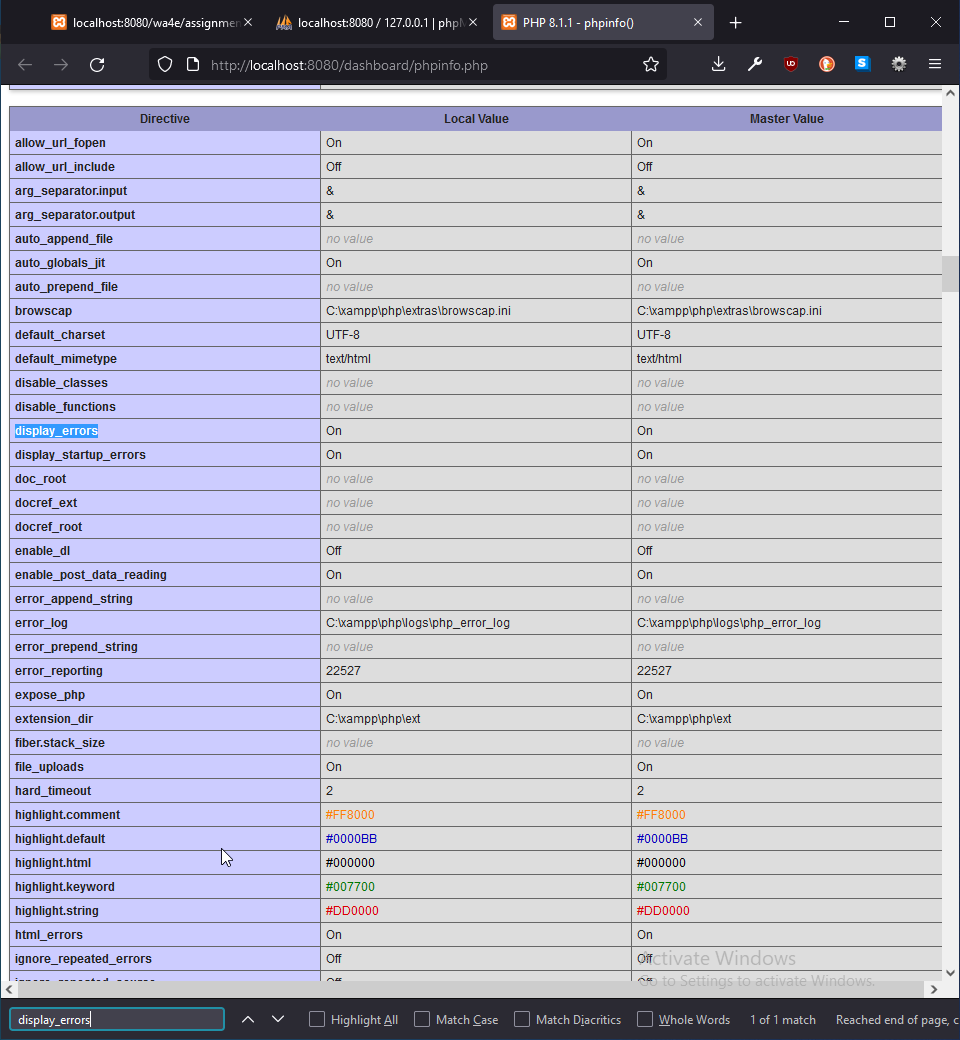 localhost:8080/wa4e/assignmen
localhost:8080 / 127.0.0.1 | phpM
PHP 8.1.1 - phpinfo()
http://localhost:8080/dashboard/phpinfo.php
Directive Local Value Master Value
allow_url_fopen On On
allow_url_include Off Off
arg_separator.input & &
arg_separator.output & &
auto_append_file no value no value
auto_globals_jit On On
auto_prepend_file no value no value
browscap C:\xampp\php\extras\browscap.ini C:\xampp\php\extras\browscap.ini
default_charset UTF-8 UTF-8
default_mimetype text/html text/html
disable_classes no value no value
disable_functions no value no value
display_errors On On
display_startup_errors On On
doc_root no value no value
docref_ext no value no value
docref_root no value no value
enable_dl Off Off
enable_post_data_reading On On
error_append_string no value no value
error_log C:\xampp\php\logs\php_error_log C:\xampp\php\logs\php_error_log
error_prepend_string no value no value
error_reporting 22527 22527
expose_php On On
extension_dir C:\xampp\php\ext C:\xampp\php\ext
fiber.stack_size no value no value
file_uploads On On
hard_timeout 2 2
highlight.comment #FF8000 #FF8000
highlight.default #0000BB #0000BB
highlight.html #000000 #000000
highlight.keyword #007700 #007700
highlight.string #DD0000 #DD0000
html_errors On On
ignore_repeated_errors Off Off
Activate Windows
ignore_repeated_source Off Off
Go to Settings to activate Windows.
display_errors Highlight All Match Case Match Diacritics Whole Words 1 of 1 match Reached end of page, c